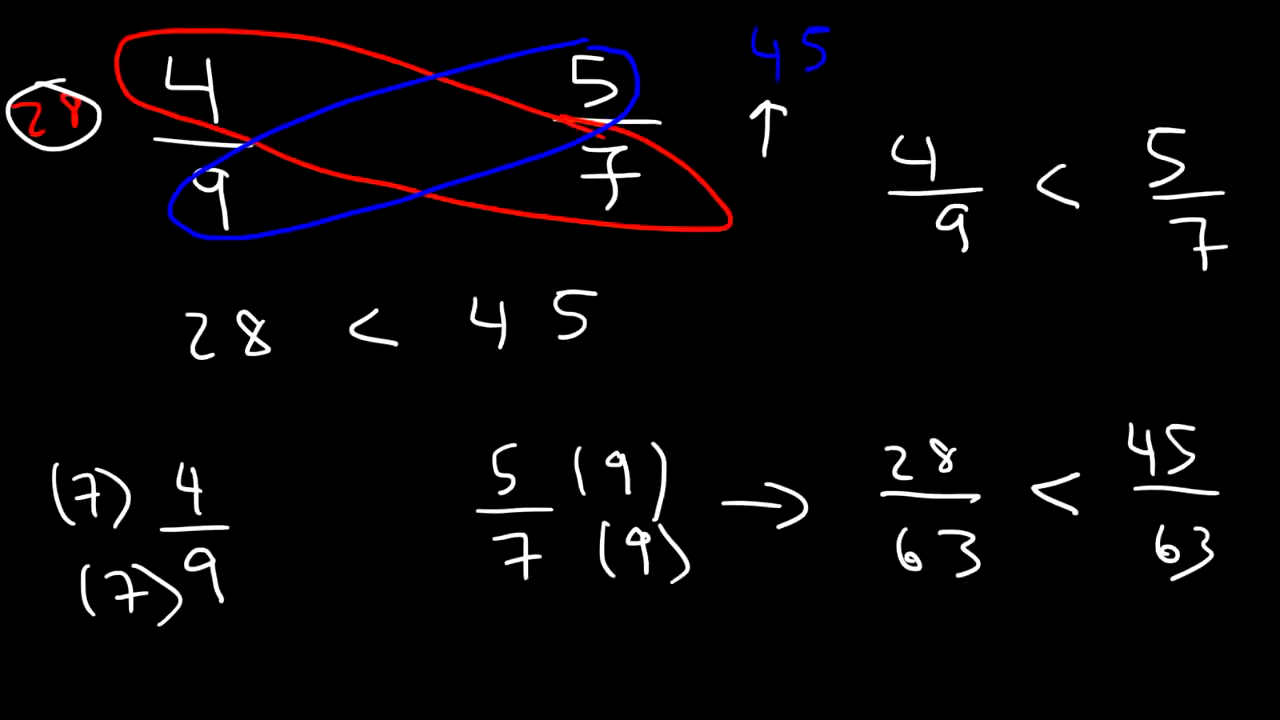 28 4/9 5/7 45 ↑
4/9 < 5/7
28 < 45
(7)4/(7)9 5(9)/7(9) → 28/63 < 45/63